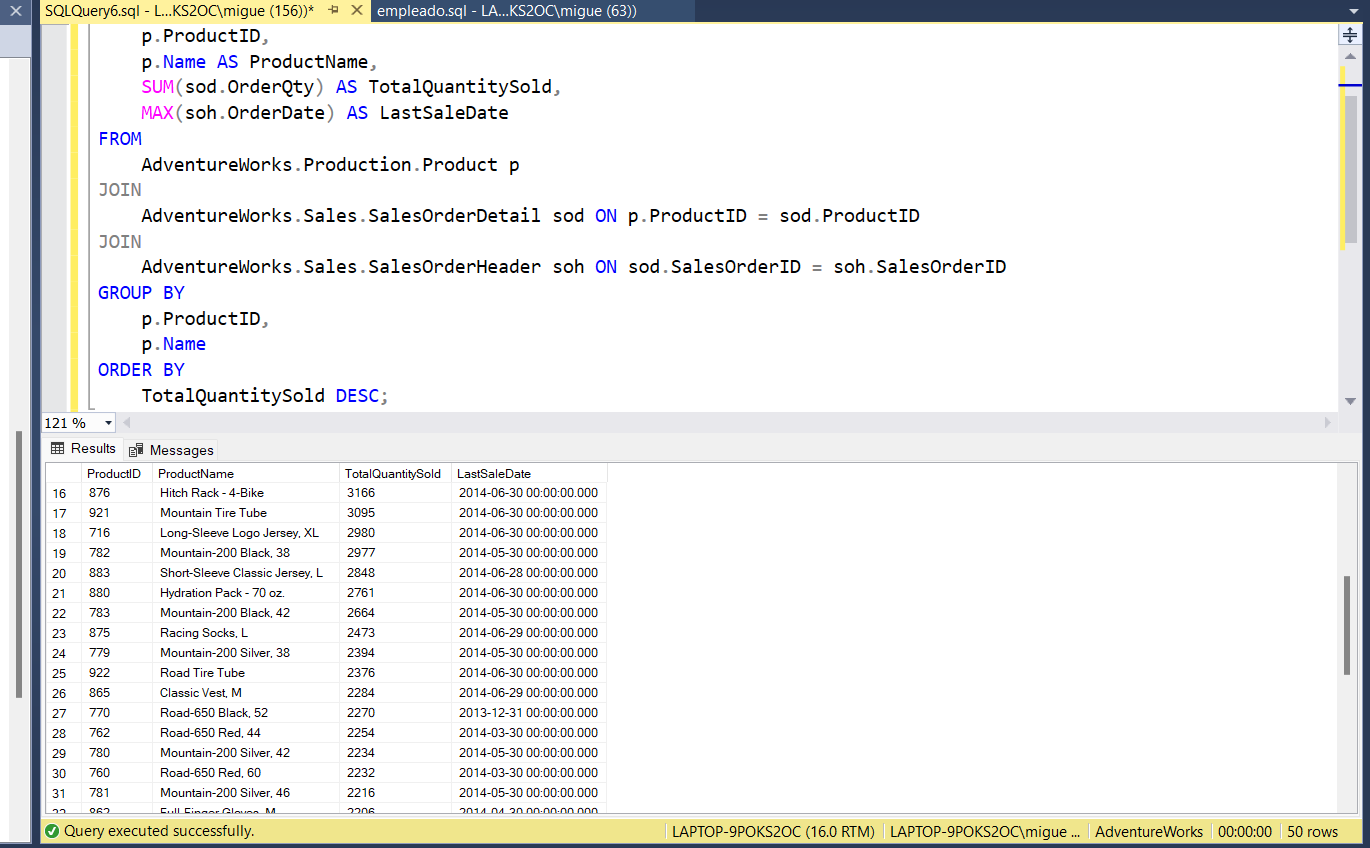 SQLQuery6.sql - L...KS2OC\migue (156))* empleado.sql - LA...KS2OC\migue (63))
p.ProductID,
p.Name AS ProductName,
SUM(sod.OrderQty) AS TotalQuantitySold,
MAX(soh.OrderDate) AS LastSaleDate
FROM
AdventureWorks.Production.Product p
JOIN
AdventureWorks.Sales.SalesOrderDetail sod ON p.ProductID = sod.ProductID
JOIN
AdventureWorks.Sales.SalesOrderHeader soh ON sod.SalesOrderID = soh.SalesOrderID
GROUP BY
p.ProductID,
p.Name
ORDER BY
TotalQuantitySold DESC;
121 %
Results Messages
ProductID ProductName TotalQuantitySold LastSaleDate
16 876 Hitch Rack - 4-Bike 3166 2014-06-30 00:00:00.000
17 921 Mountain Tire Tube 3095 2014-06-30 00:00:00.000
18 716 Long-Sleeve Logo Jersey, XL 2980 2014-06-30 00:00:00.000
19 782 Mountain-200 Black, 38 2977 2014-05-30 00:00:00.000
20 883 Short-Sleeve Classic Jersey, L 2848 2014-06-28 00:00:00.000
21 880 Hydration Pack - 70 oz. 2761 2014-06-30 00:00:00.000
22 783 Mountain-200 Black, 42 2664 2014-05-30 00:00:00.000
23 875 Racing Socks, L 2473 2014-06-29 00:00:00.000
24 779 Mountain-200 Silver, 38 2394 2014-05-30 00:00:00.000
25 922 Road Tire Tube 2376 2014-06-30 00:00:00.000
26 865 Classic Vest, M 2284 2014-06-29 00:00:00.000
27 770 Road-650 Black, 52 2270 2013-12-31 00:00:00.000
28 762 Road-650 Red, 44 2254 2014-03-30 00:00:00.000
29 780 Mountain-200 Silver, 42 2234 2014-05-30 00:00:00.000
30 760 Road-650 Red, 60 2232 2014-03-30 00:00:00.000
31 781 Mountain-200 Silver, 46 2216 2014-05-30 00:00:00.000
32 862 Full-Finger Gloves, M 2206 2014-04-30 00:00:00.000
Query executed successfully. LAPTOP-9POKS2OC (16.0 RTM) LAPTOP-9POKS2OC\migue ... AdventureWorks 00:00:00 50 rows